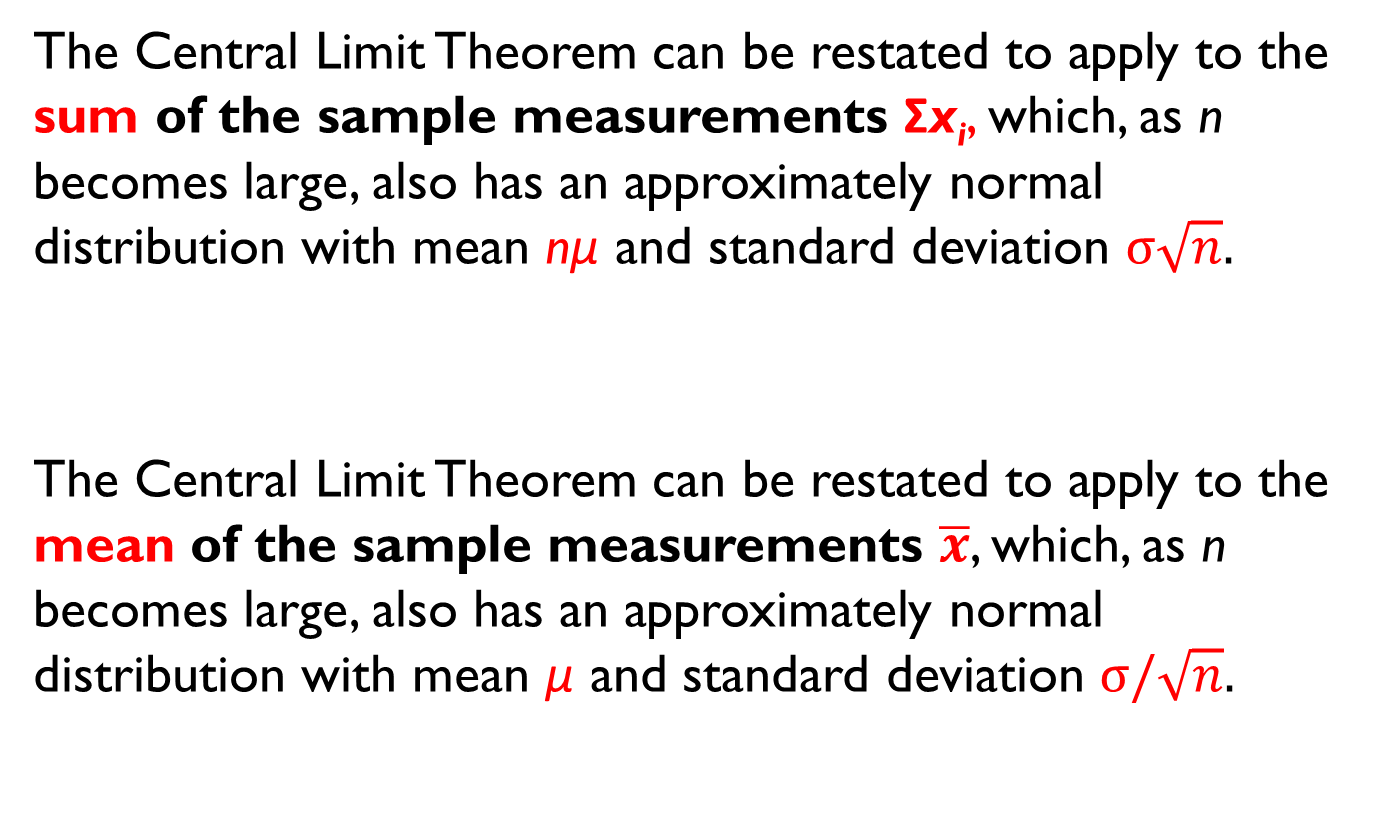 The Central Limit Theorem can be restated to apply to the
sum of the sample measurements Σxᵢ, which, as n
becomes large, also has an approximately normal
distribution with mean nμ and standard deviation σ√n.
The Central Limit Theorem can be restated to apply to the
mean of the sample measurements x̅, which, as n
becomes large, also has an approximately normal
distribution with mean μ and standard deviation σ/√n.